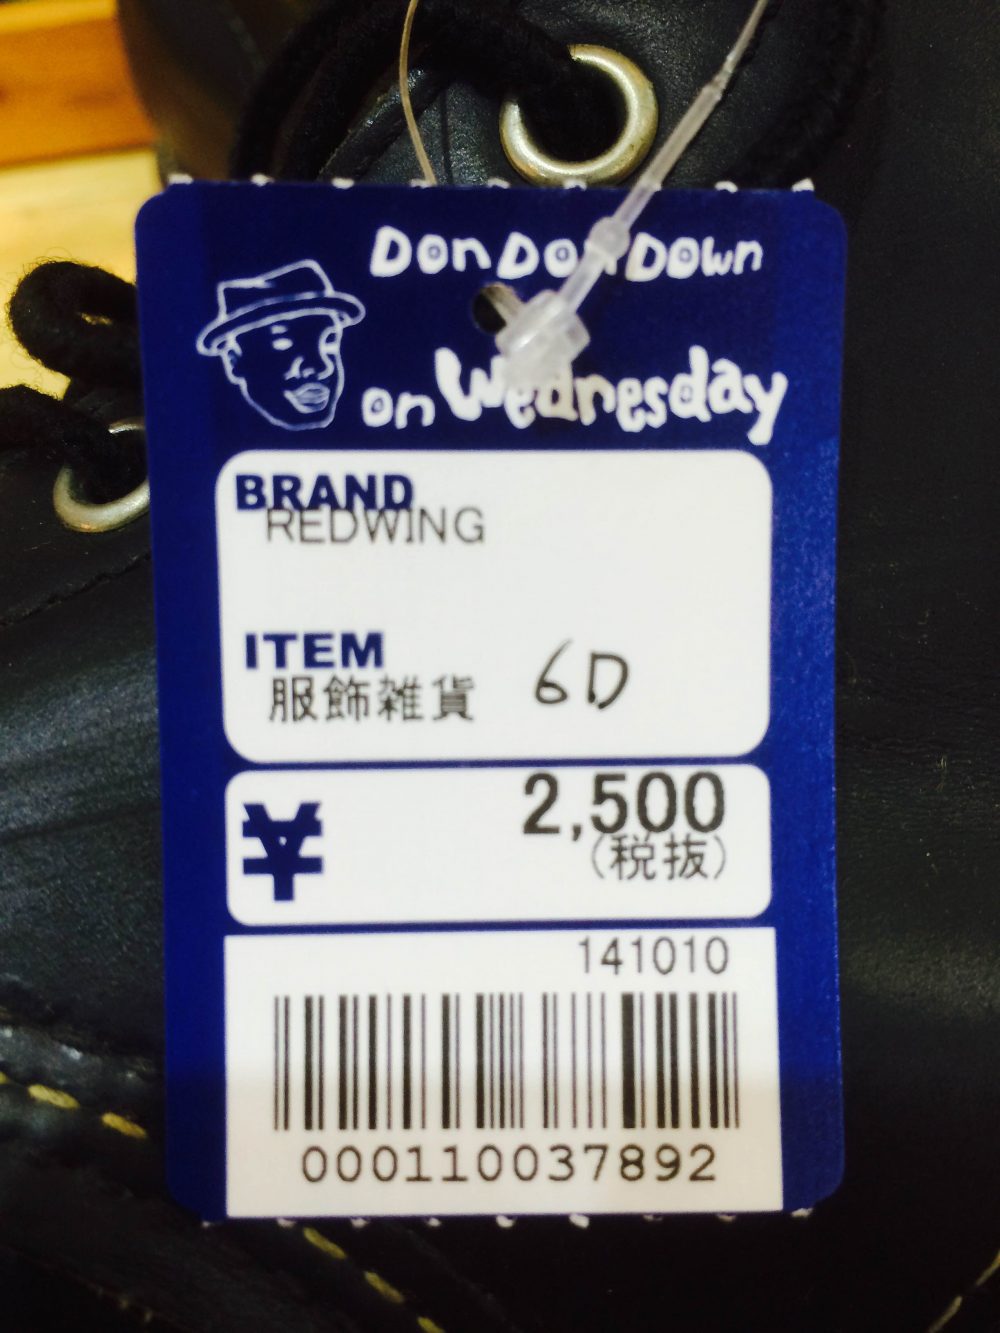 Don Don Down
on Wednesday
BRAND
REDWING
ITEM
服飾雑貨 6D
¥ 2,500
(税抜)
141010
000110037892